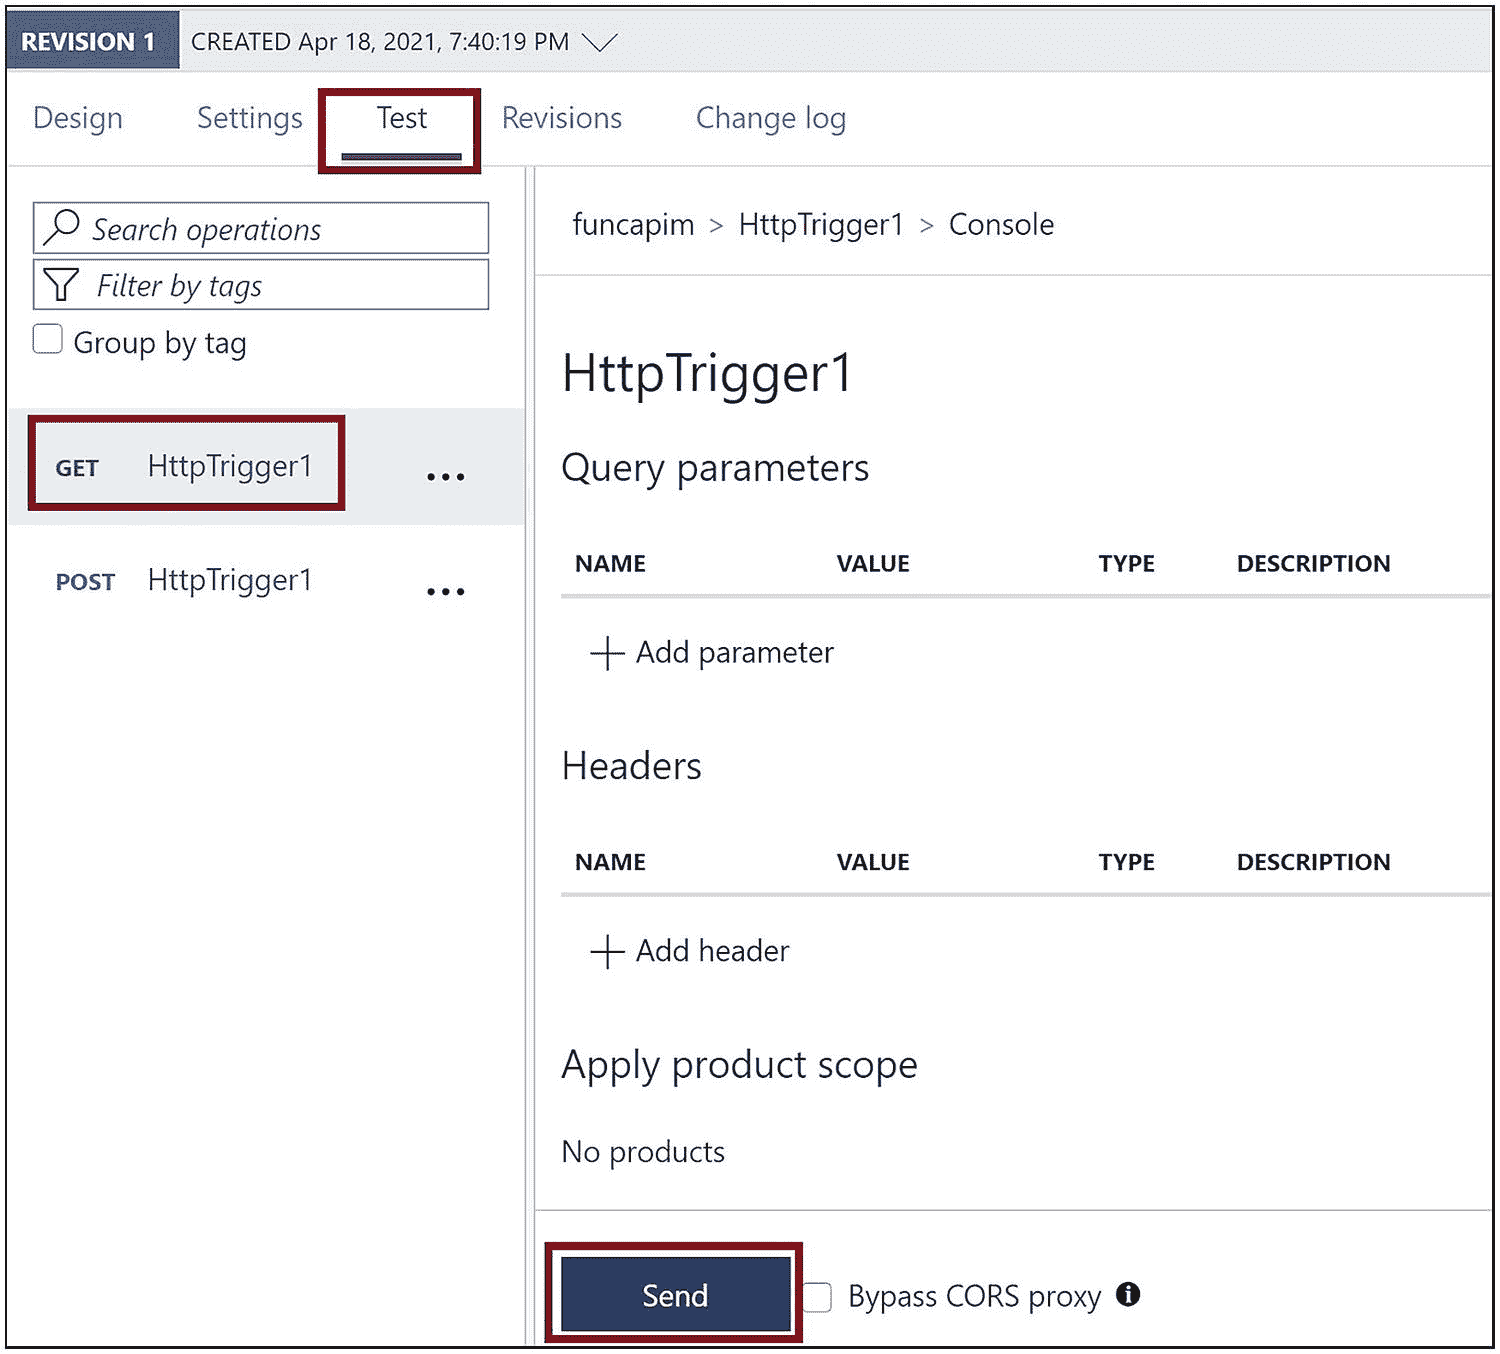 REVISION 1 CREATED Apr 18, 2021, 7:40:19 PM
Design Settings Test Revisions Change log
Search operations
Filter by tags
Group by tag
GET HttpTrigger1 ...
POST HttpTrigger1 ...
funcapim > HttpTrigger1 > Console
HttpTrigger1
Query parameters
NAME VALUE TYPE DESCRIPTION
+ Add parameter
Headers
NAME VALUE TYPE DESCRIPTION
+ Add header
Apply product scope
No products
Send Bypass CORS proxy i